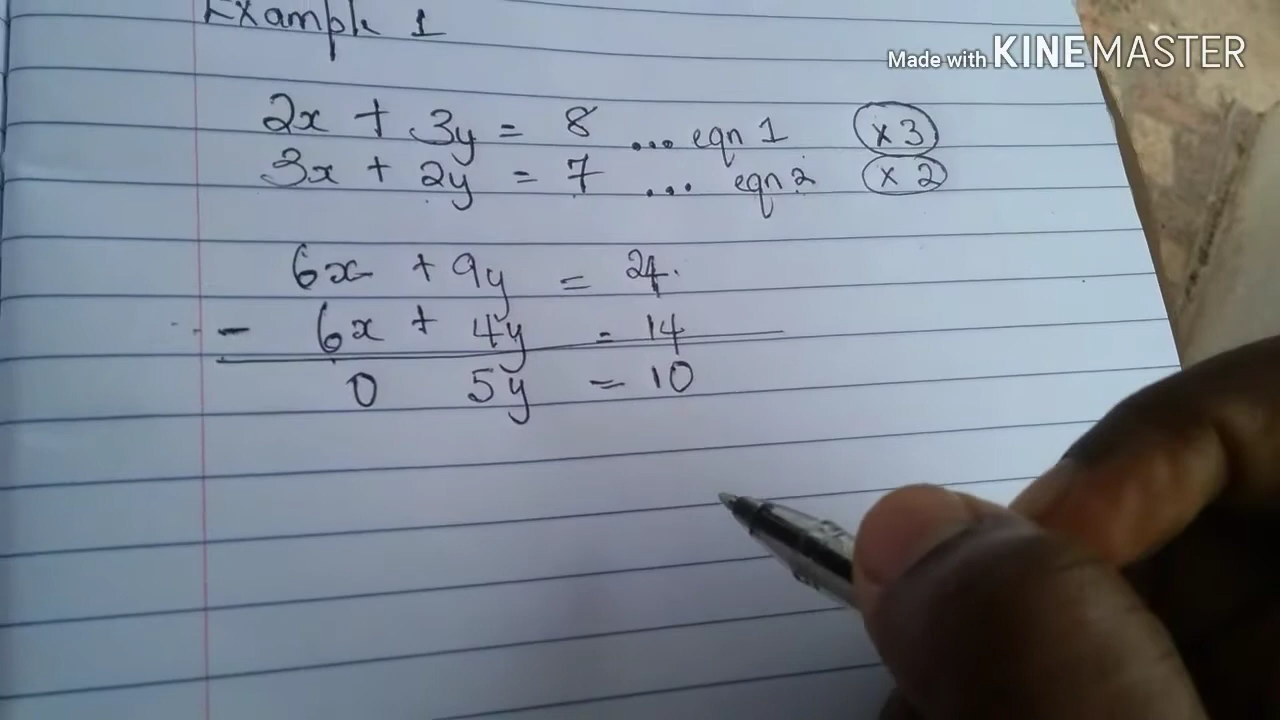 Example 1
Made with KINEMASTER
2x + 3y = 8 ... eqn 1 x 3
3x + 2y = 7 ... eqn 2 x 2
6x + 9y = 24.
- 6x + 4y = 14
0 5y = 10